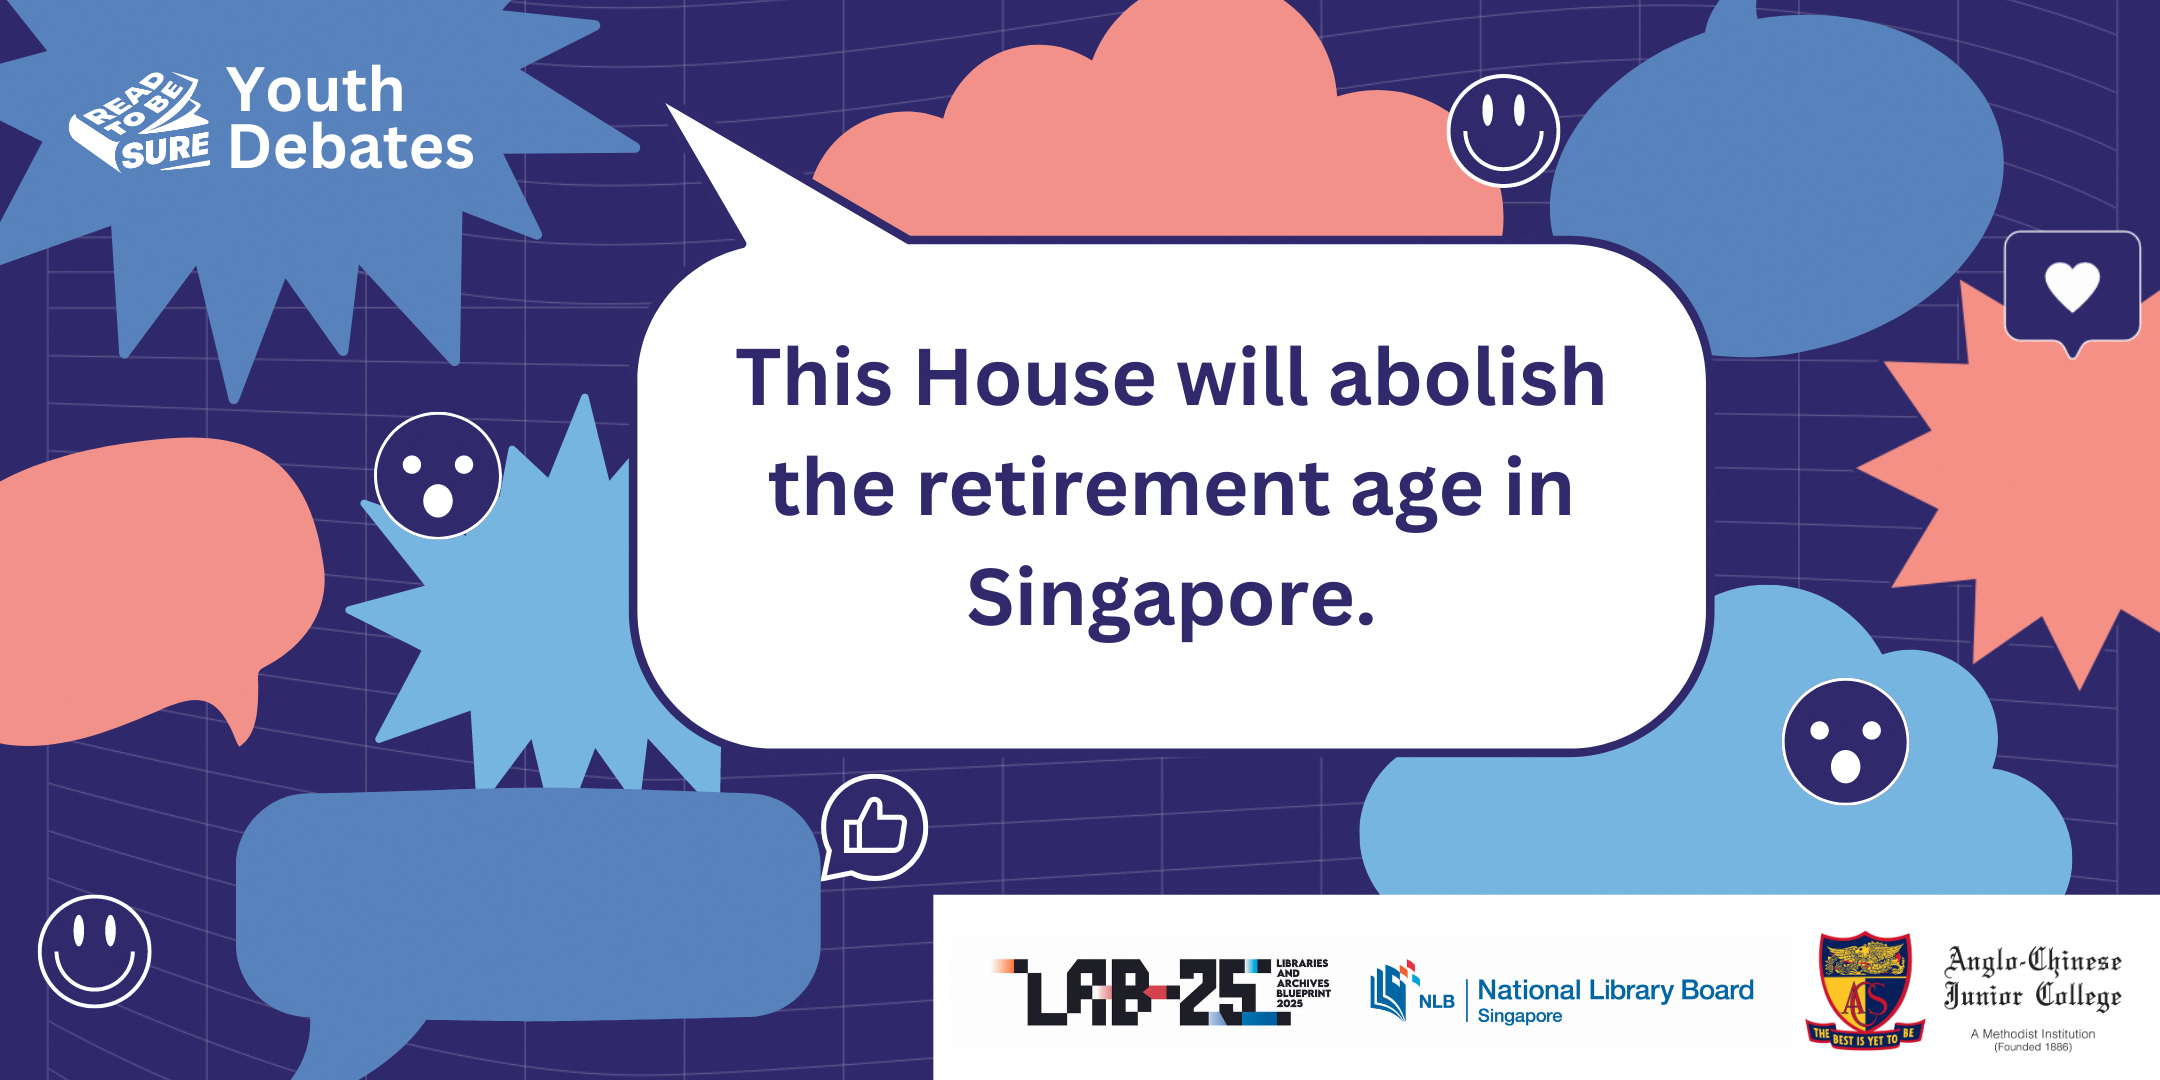 READ
TO BE
SURE
Youth
Debates
This House will abolish
the retirement age in
Singapore.
LAB-25
LIBRARIES
AND
ARCHIVES
BLUEPRINT
2025
NLB
National Library Board
Singapore
ACS
THE BEST IS YET TO BE
Anglo-Chinese
Junior College
A Methodist Institution
(Founded 1886)